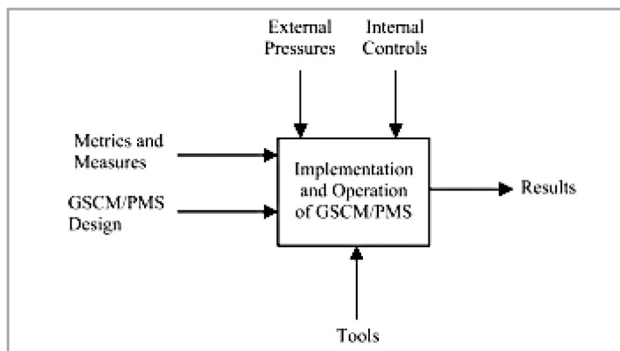 External
Pressures
Internal
Controls
Metrics and
Measures
GSCM/PMS
Design
Implementation
and Operation
of GSCM/PMS
Results
Tools